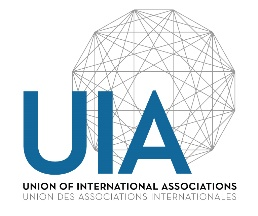 UIA
UNION OF INTERNATIONAL ASSOCIATIONS
UNION DES ASSOCIATIONS INTERNATIONALES